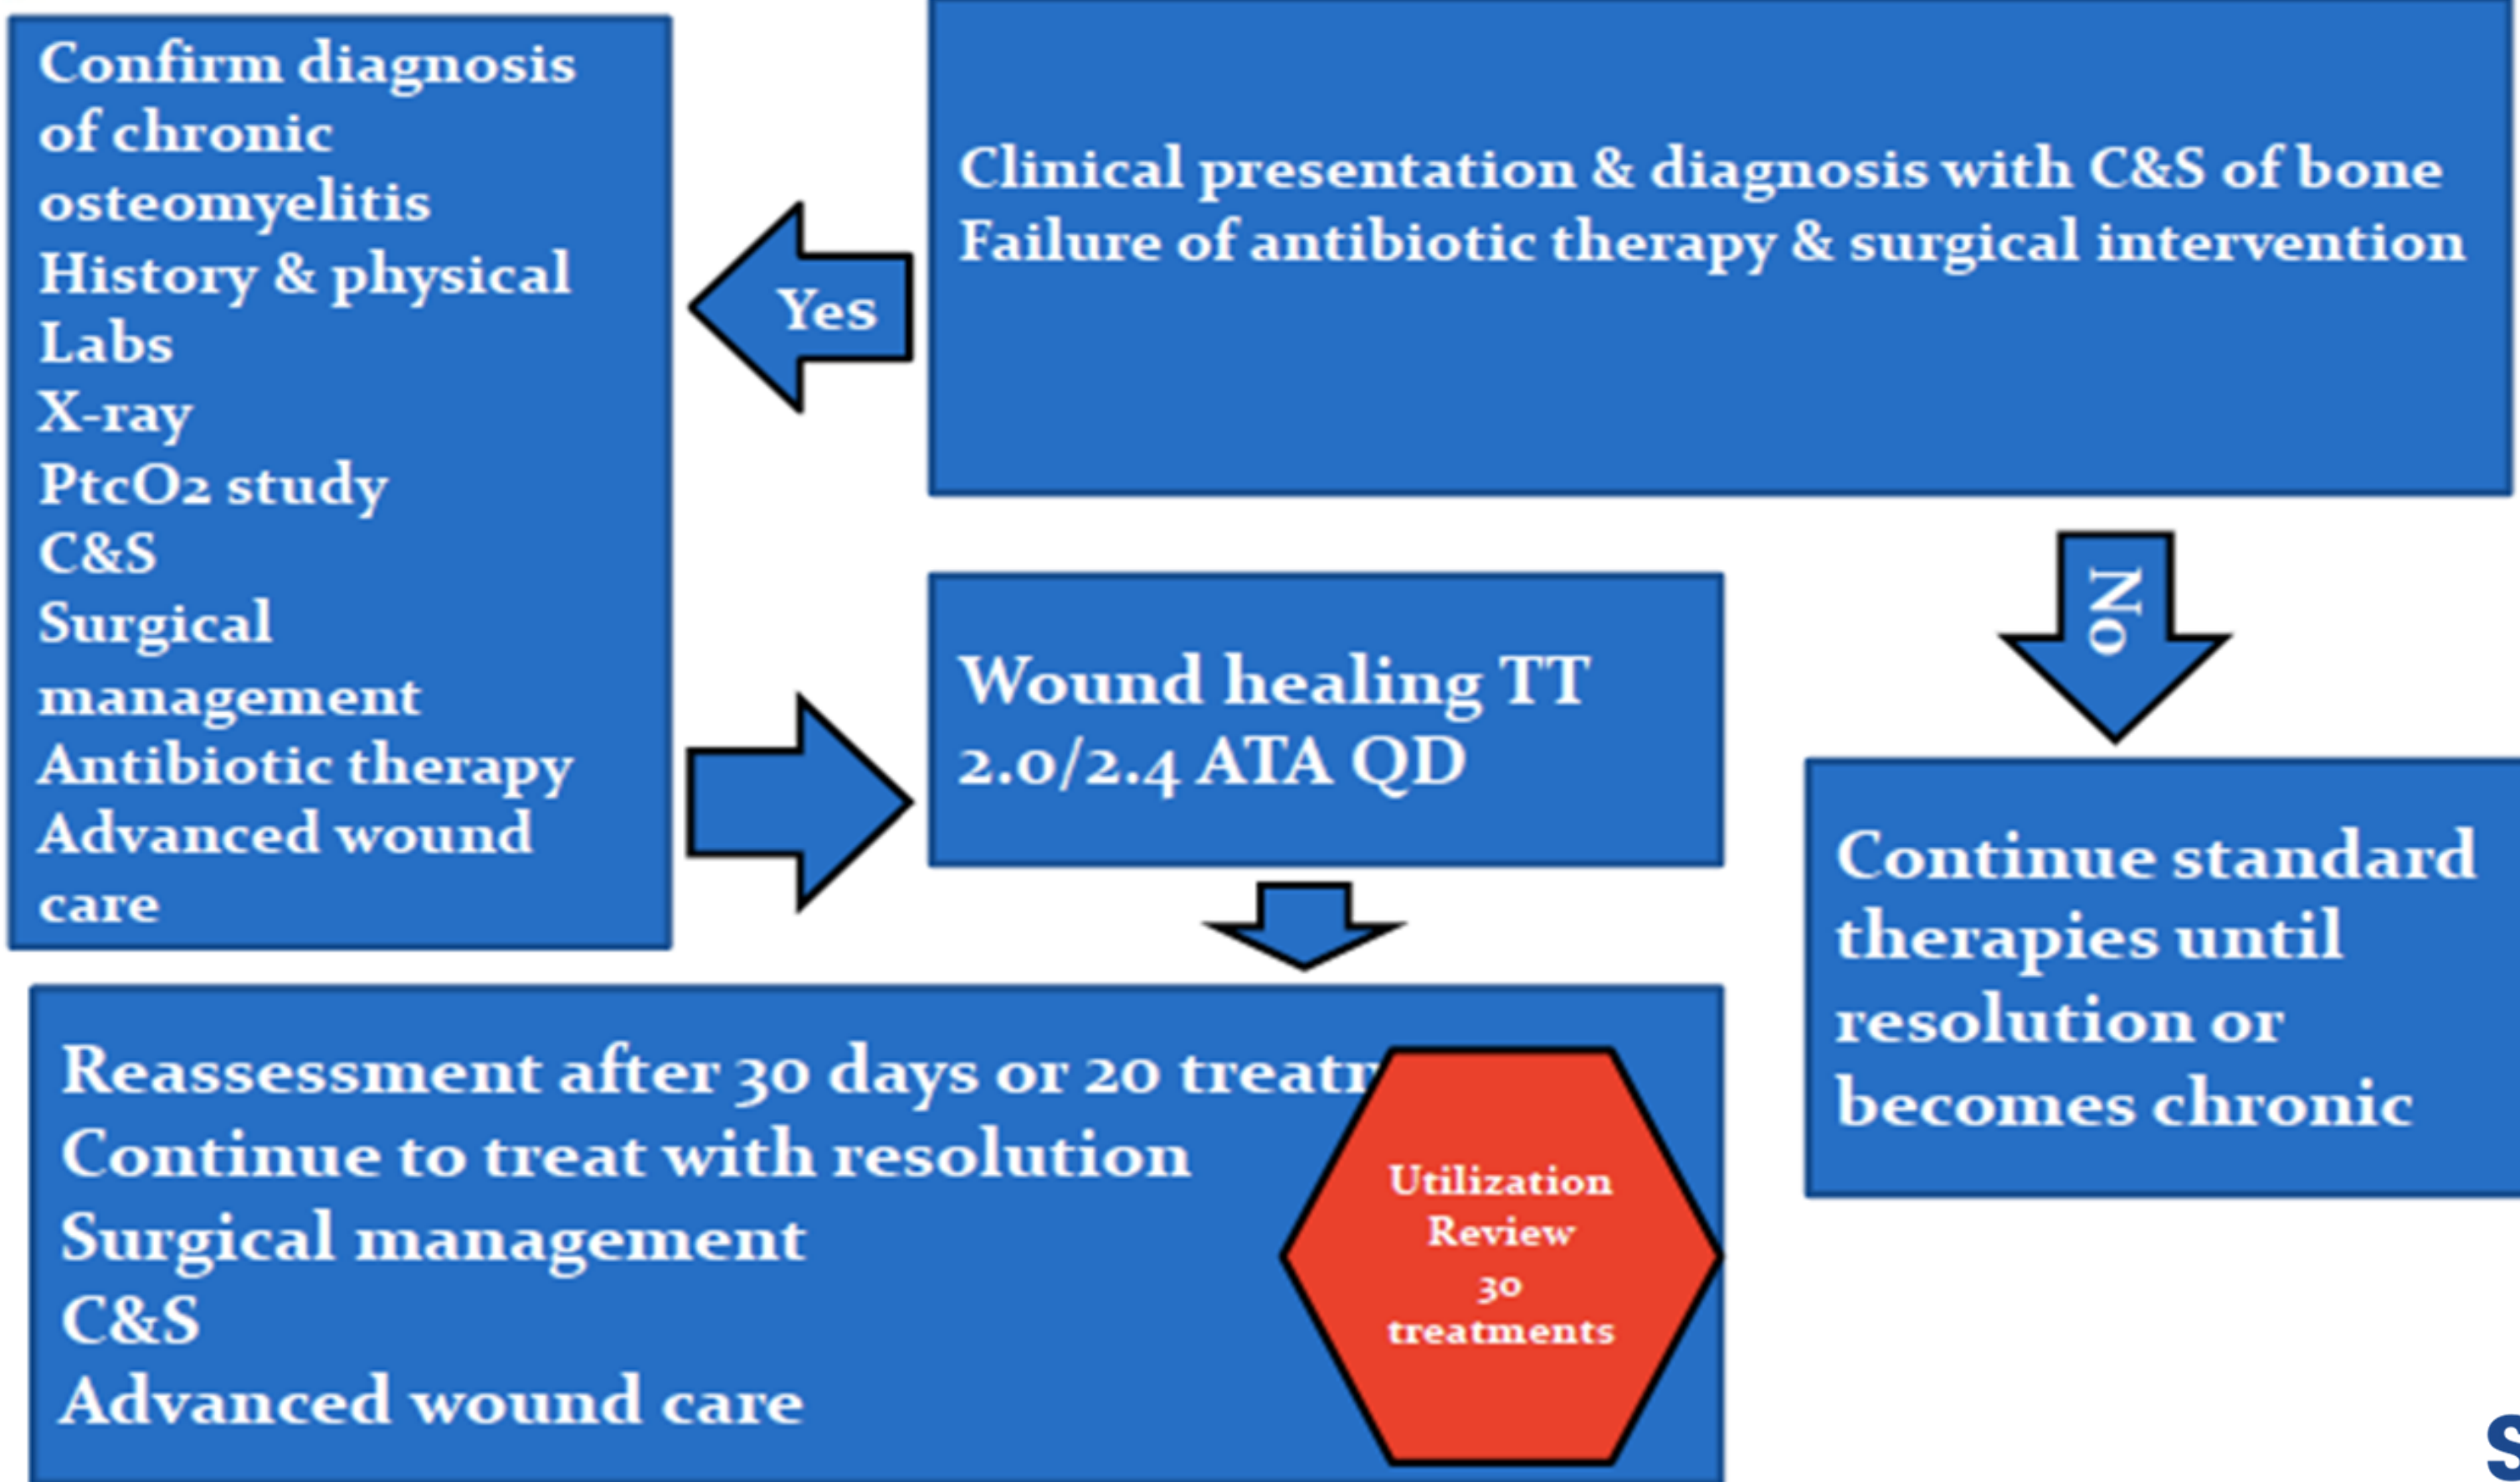 Clinical presentation & diagnosis with C&S of bone
Failure of antibiotic therapy & surgical intervention
Yes
Confirm diagnosis
of chronic
osteomyelitis
History & physical
Labs
X-ray
PtcO2 study
C&S
Surgical
management
Antibiotic therapy
Advanced wound
care
Wound healing TT
2.0/2.4 ATA QD
Reassessment after 30 days or 20
Continue to treat with resolution
Surgical management
C&S
Advanced wound care
Utilization
Review
30
treatments
No
Continue standard
therapies until
resolution or
becomes chronic